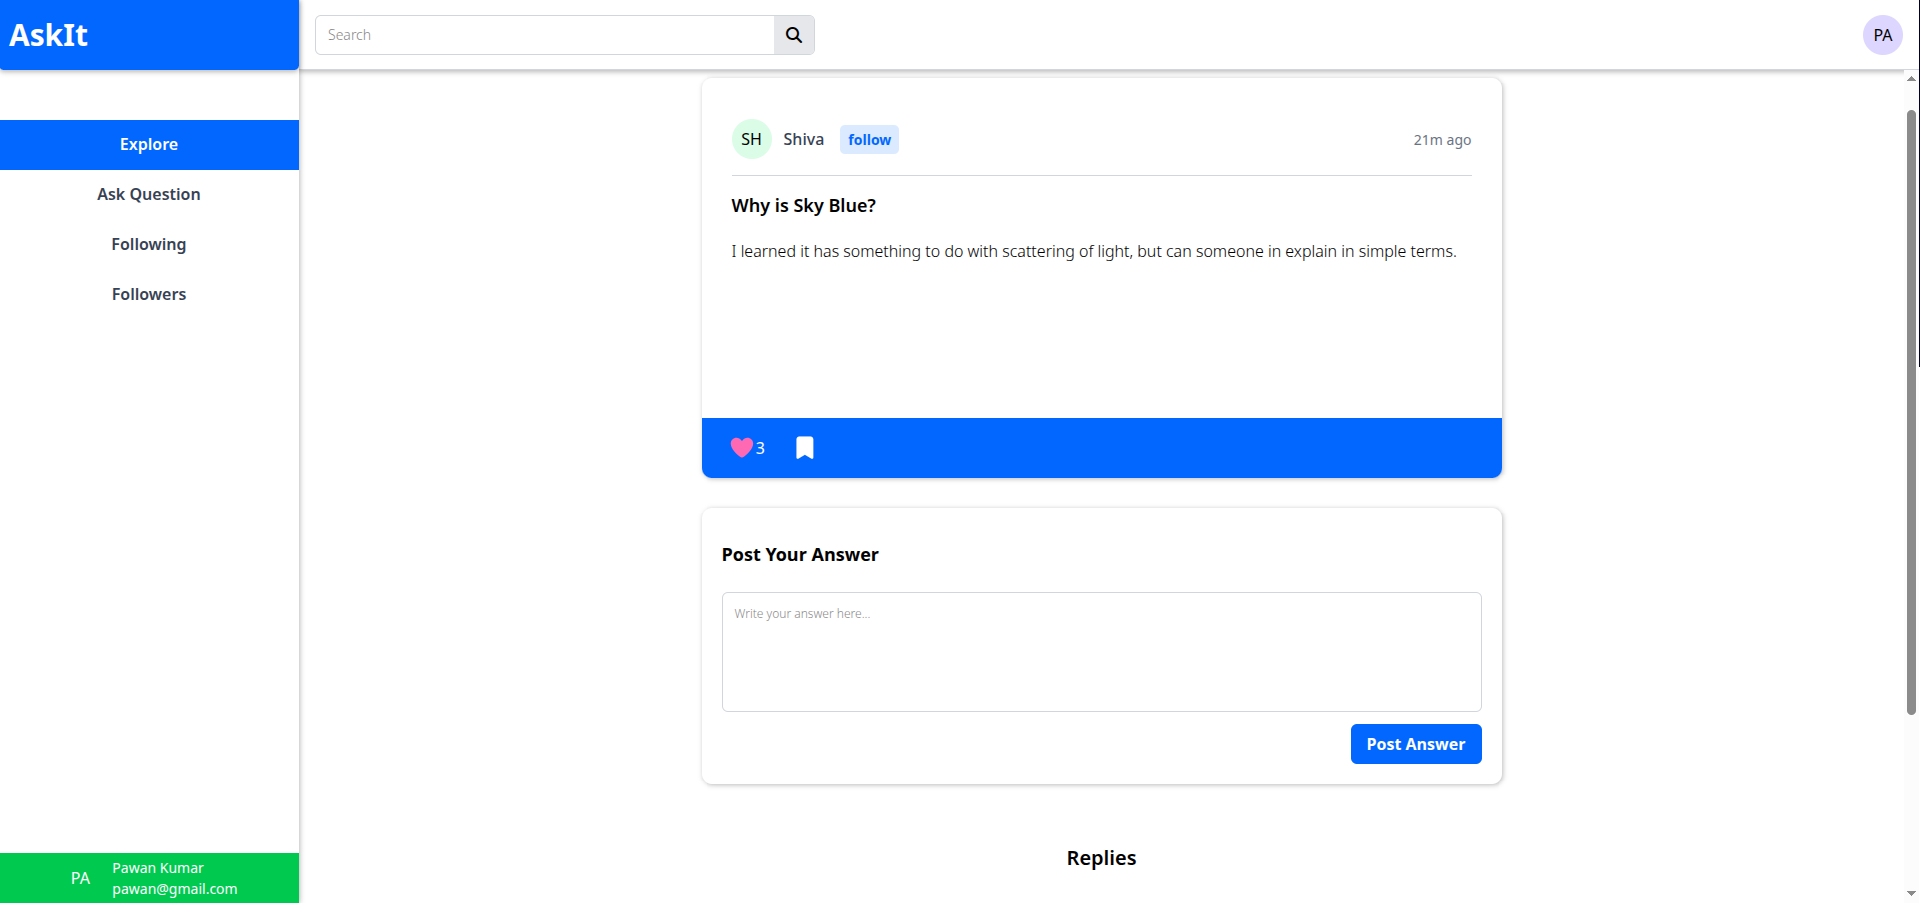 AskIt
Search
PA
Explore
Ask Question
Following
Followers
SH
Shiva
follow
21m ago
Why is Sky Blue?
I learned it has something to do with scattering of light, but can someone in explain in simple terms.
3
Post Your Answer
Write your answer here...
Post Answer
Replies
PA
Pawan Kumar
pawan@gmail.com